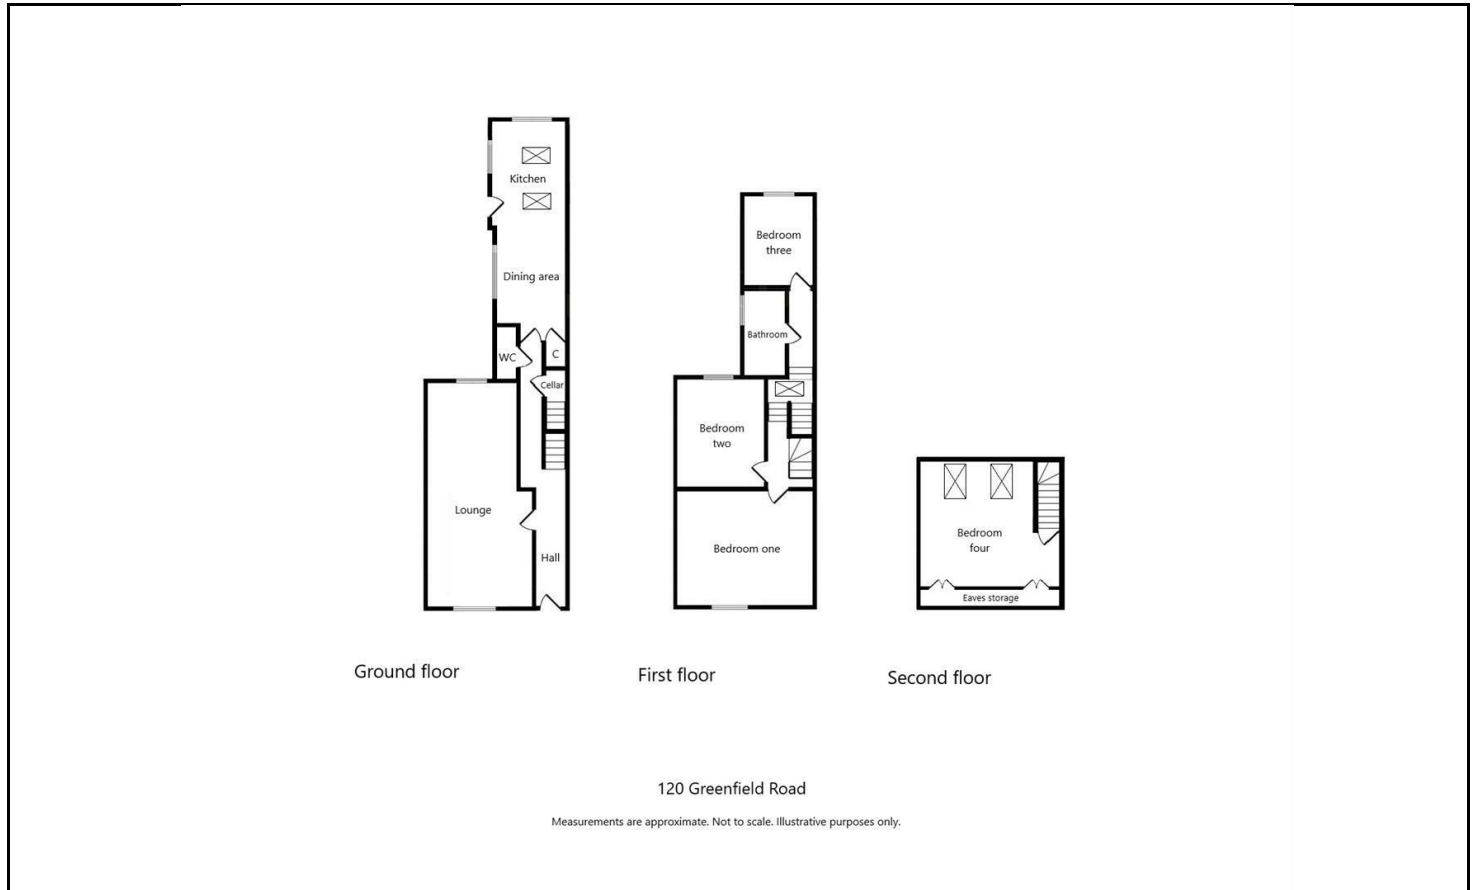 Kitchen
Dining area
WC
C
Cellar
Lounge
Hall
Ground floor
Bedroom
three
Bathroom
Bedroom
two
Bedroom one
First floor
Bedroom
four
Eaves storage
Second floor
120 Greenfield Road
Measurements are approximate. Not to scale. Illustrative purposes only.